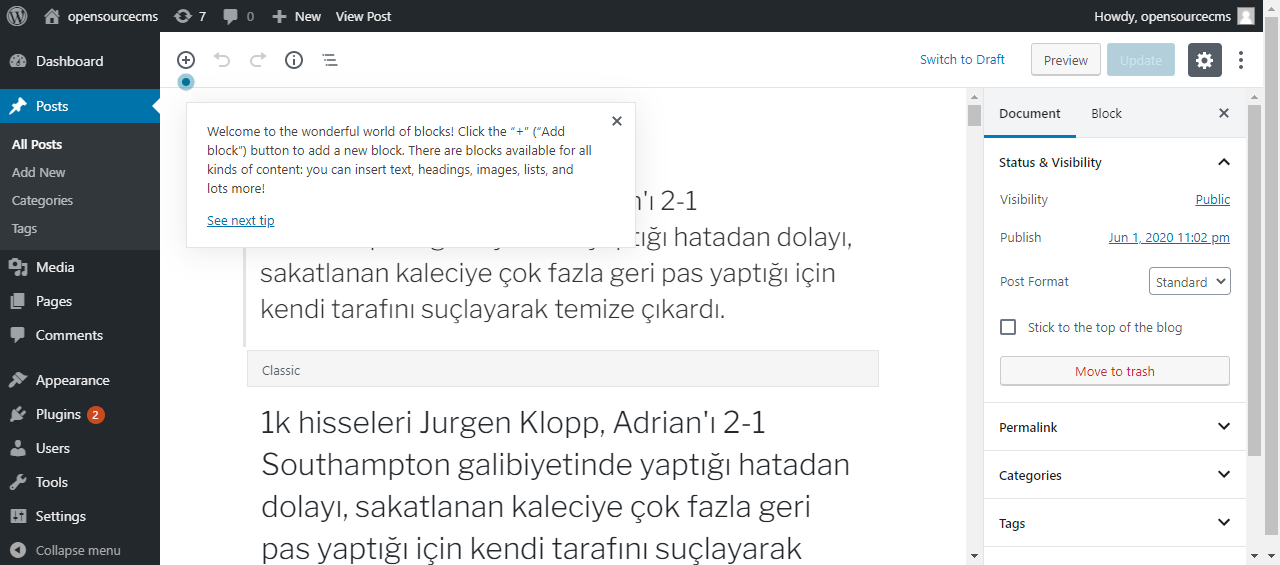 opensourcecms 7 0 New View Post Howdy, opensourcecms
Dashboard
Posts
All Posts
Add New
Categories
Tags
Media
Pages
Comments
Appearance
Plugins 2
Users
Tools
Settings
Collapse menu
Switch to Draft Preview Update
Welcome to the wonderful world of blocks! Click the “+” (“Add
block”) button to add a new block. There are blocks available for all
kinds of content: you can insert text, headings, images, lists, and
lots more!
See next tip
'ı 2-1
yaptığı hatadan dolayı,
sakatlanan kaleciye çok fazla geri pas yaptığı için
kendi tarafını suçlayarak temize çıkardı.
Classic
1k hisseleri Jurgen Klopp, Adrian'ı 2-1
Southampton galibiyetinde yaptığı hatadan
dolayı, sakatlanan kaleciye çok fazla geri
pas yaptığı için kendi tarafını suçlayarak
Document Block
Status & Visibility
Visibility Public
Publish Jun 1, 2020 11:02 pm
Post Format Standard
Stick to the top of the blog
Move to trash
Permalink
Categories
Tags